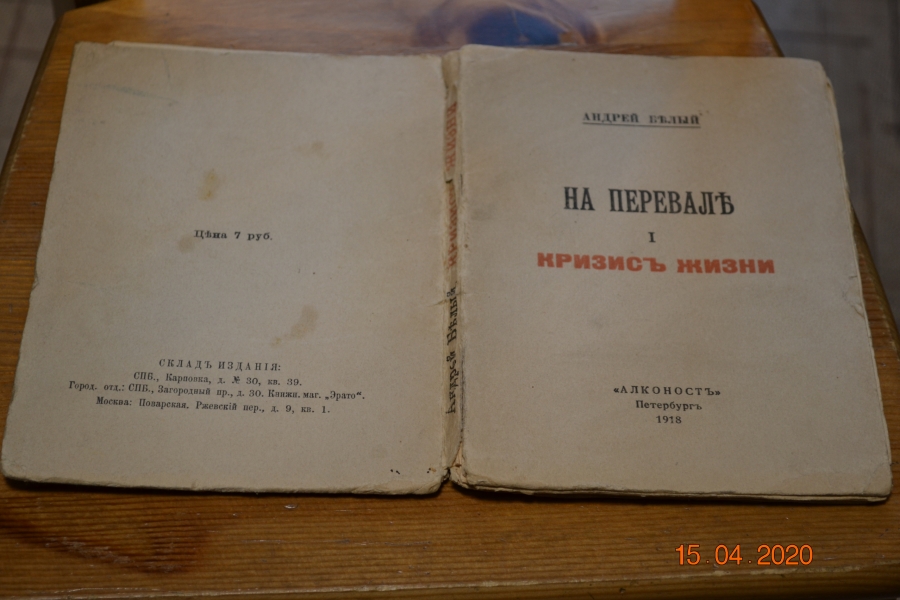 Цѣна 7 руб.
СКЛАДЪ ИЗДАНІЯ:
СПБ., Карповка, д. № 30, кв. 39.
Город. отд.: СПБ., Загородный пр., д. 30. Книжн. маг. „Эрато“.
Москва: Поварская, Ржевскій пер., д. 9, кв. 1.
Андрей Бѣлый КРИЗИСЪ ЖИЗНИ
АНДРЕЙ БѢЛЫЙ
НА ПЕРЕВАЛѢ
I
КРИЗИСЪ ЖИЗНИ
«АЛКОНОСТЪ»
Петербургъ
1918
15.04.2020